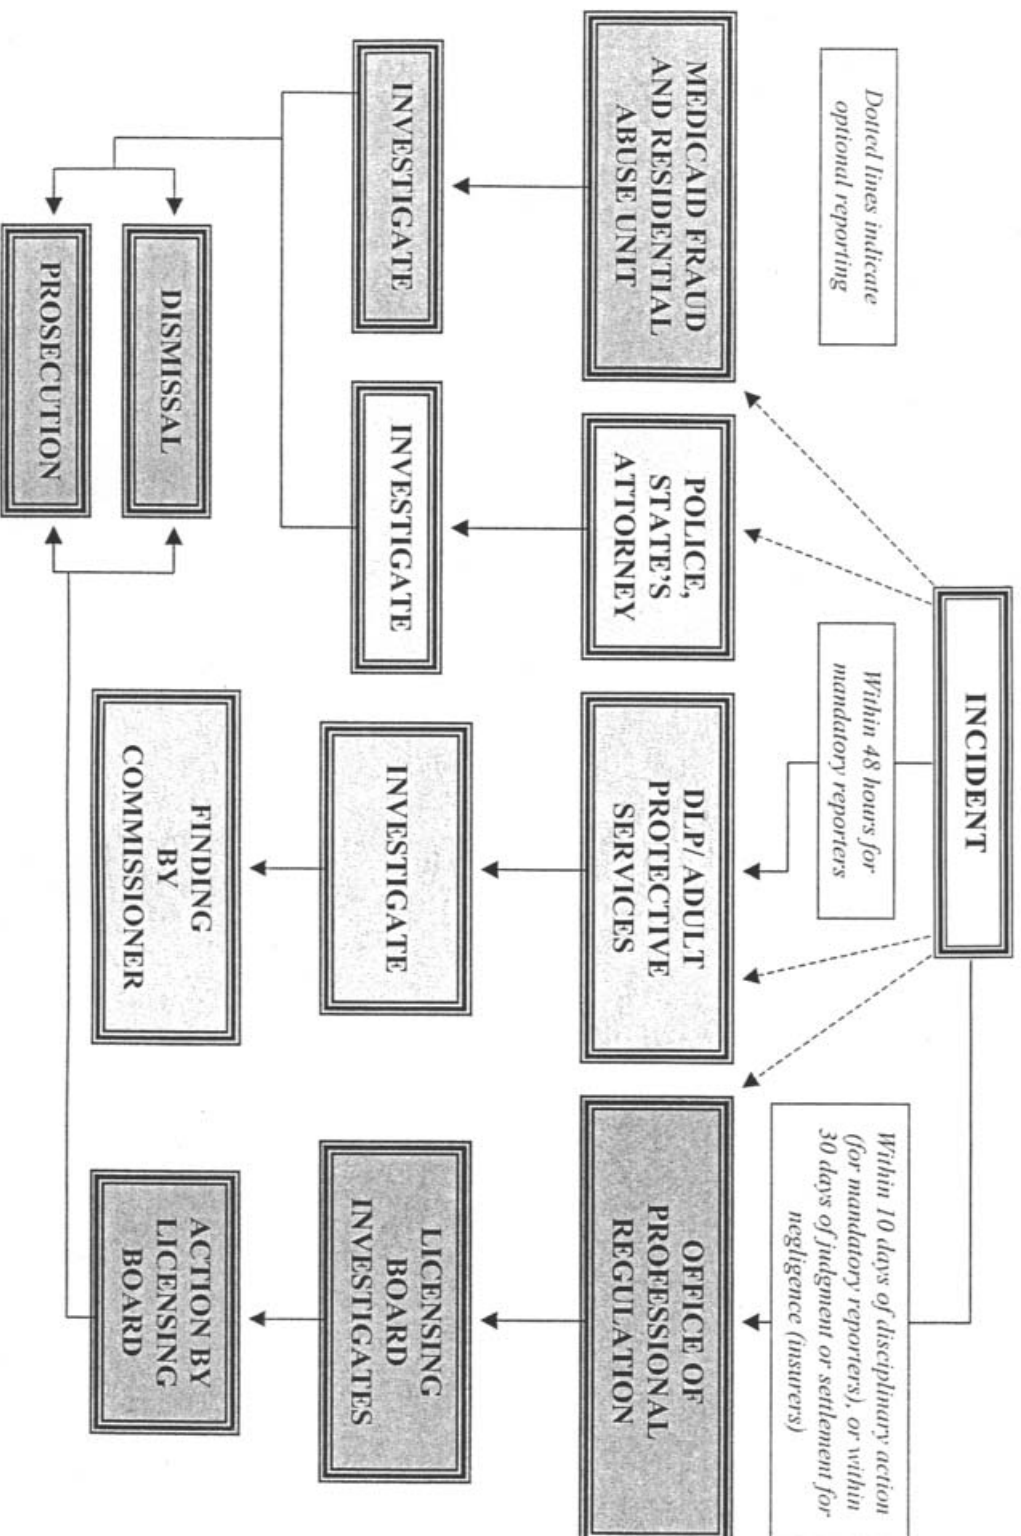 INCIDENT
Dotted lines indicate
optional reporting
Within 48 hours for
mandatory reporters
Within 10 days of disciplinary action
(for mandatory reporters), or within
30 days of judgment or settlement for
negligence (insurers)
MEDICAID FRAUD
AND RESIDENTIAL
ABUSE UNIT
POLICE,
STATE'S
ATTORNEY
DLP/ ADULT
PROTECTIVE
SERVICES
OFFICE OF
PROFESSIONAL
REGULATION
INVESTIGATE
INVESTIGATE
INVESTIGATE
LICENSING
BOARD
INVESTIGATES
DISMISSAL
PROSECUTION
FINDING
BY
COMMISSIONER
ACTION BY
LICENSING
BOARD